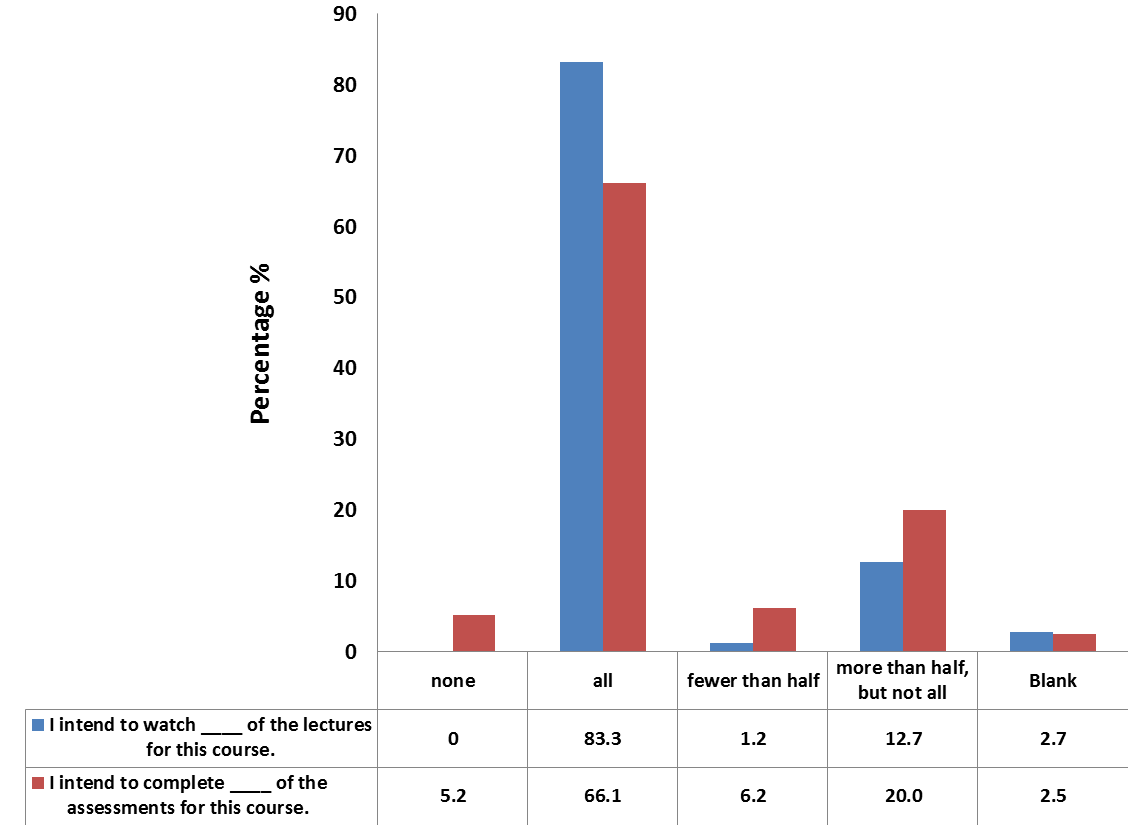 90
80
70
60
50
40
30
20
10
0
Percentage %
none
all
fewer than half
more than half,
but not all
Blank
I intend to watch ____ of the lectures
for this course.
0
83.3
1.2
12.7
2.7
I intend to complete ____ of the
assessments for this course.
5.2
66.1
6.2
20.0
2.5